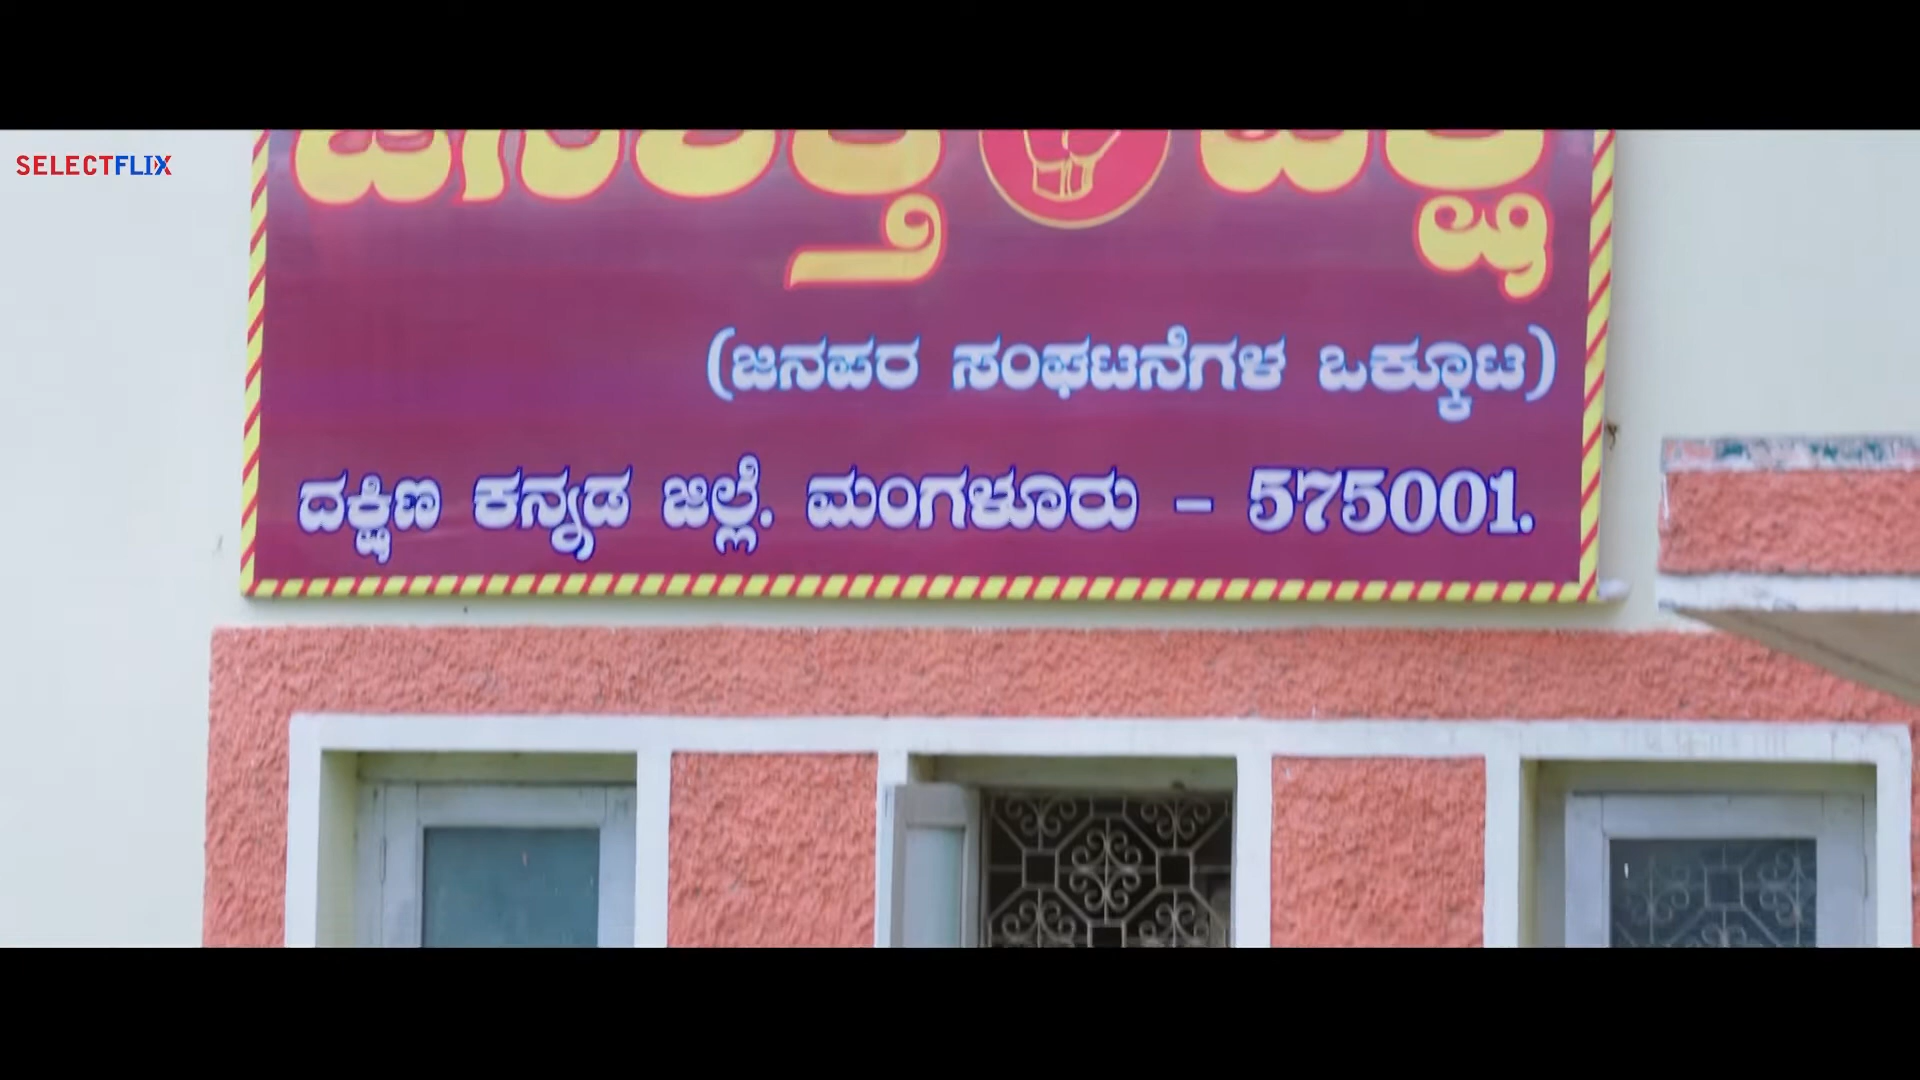 SELECTFLIX
(ಜನಪರ ಸಂಘಟನೆಗಳ ಒಕ್ಕೂಟ)
ದಕ್ಷಿಣ ಕನ್ನಡ ಜಿಲ್ಲೆ. ಮಂಗಳೂರು - 575001.